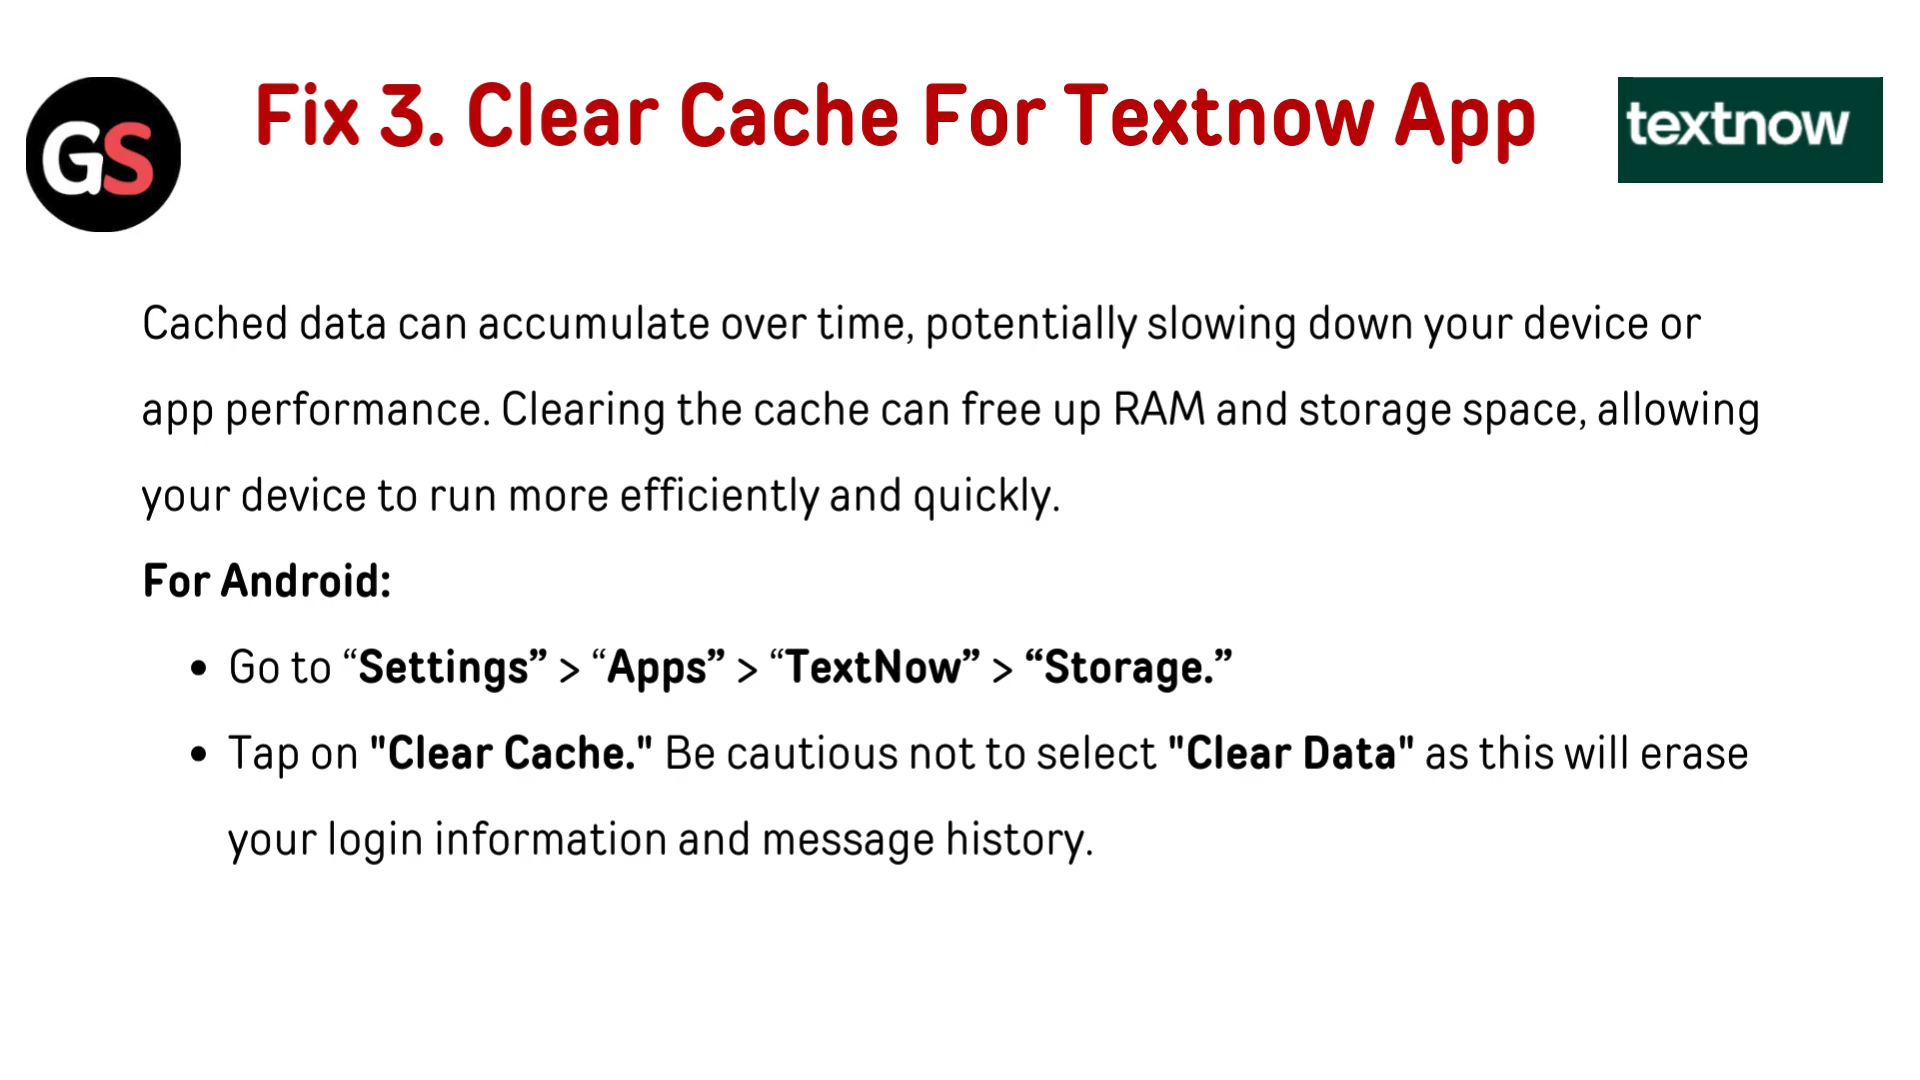 GS
Fix 3. Clear Cache For Textnow App
textnow
Cached data can accumulate over time, potentially slowing down your device or
app performance. Clearing the cache can free up RAM and storage space, allowing
your device to run more efficiently and quickly.
For Android:
• Go to “Settings” > “Apps” > “TextNow” > “Storage.”
• Tap on "Clear Cache." Be cautious not to select "Clear Data" as this will erase
your login information and message history.